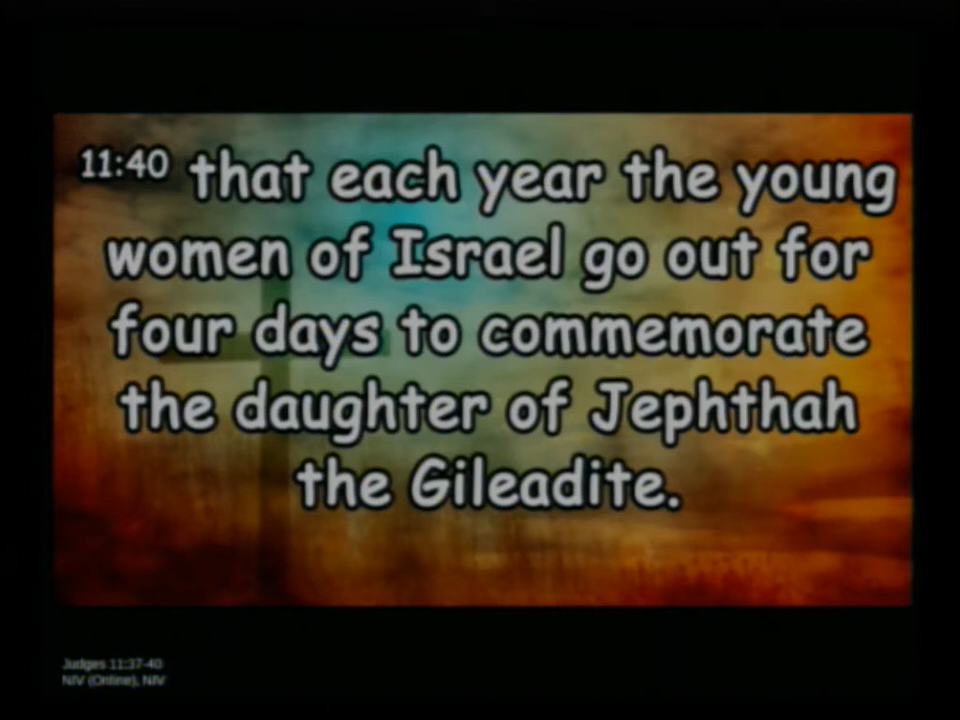 11:40 that each year the young
women of Israel go out for
four days to commemorate
the daughter of Jephthah
the Gileadite.
Judges 11:37-40
NIV (Online), NIV